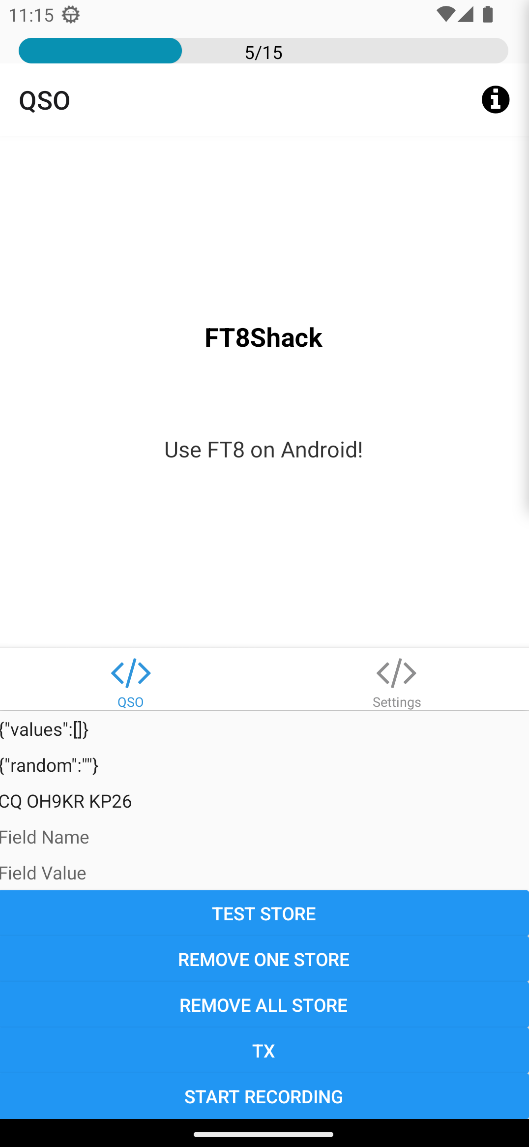 11:15
5/15
QSO
FT8Shack
Use FT8 on Android!
QSO
Settings
{"values":[]}
{"random":""}
CQ OH9KR KP26
Field Name
Field Value
TEST STORE
REMOVE ONE STORE
REMOVE ALL STORE
TX
START RECORDING